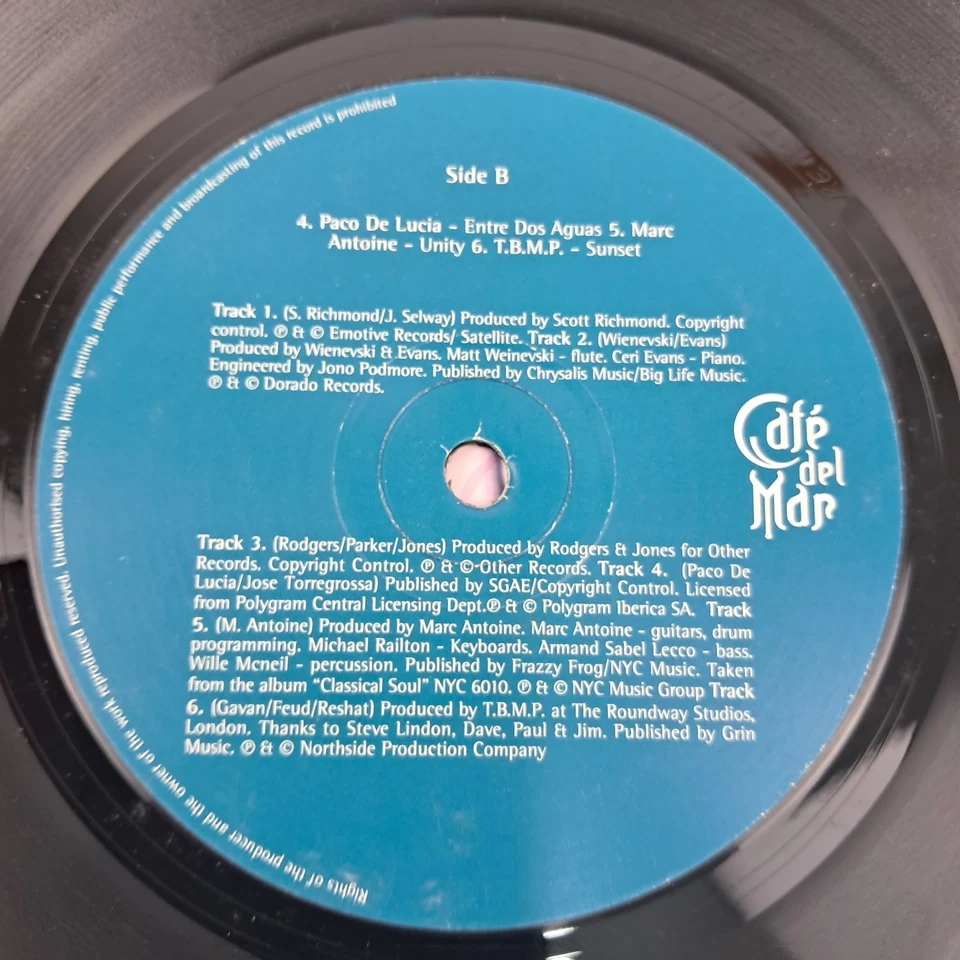 Side B
4. Paco De Lucia - Entre Dos Aguas 5. Marc
Antoine - Unity 6. T.B.M.P. - Sunset
Track 1. (S. Richmond/J. Selway) Produced by Scott Richmond. Copyright
control. ℗ & © Emotive Records/ Satellite. Track 2. (Wienevski/Evans)
Produced by Wienevski & Evans. Matt Weinevski - flute. Ceri Evans - Piano.
Engineered by Jono Podmore. Published by Chrysalis Music/Big Life Music.
℗ & © Dorado Records.
Café
del
Mar
Track 3. (Rodgers/Parker/Jones) Produced by Rodgers & Jones for Other
Records. Copyright Control. ℗ & © Other Records. Track 4. (Paco De
Lucia/Jose Torregrossa) Published by SGAE/Copyright Control. Licensed
from Polygram Central Licensing Dept.℗ & © Polygram Iberica SA. Track
5. (M. Antoine) Produced by Marc Antoine. Marc Antoine - guitars, drum
programming. Michael Railton - Keyboards. Armand Sabel Lecco - bass.
Wille Mcneil - percussion. Published by Frazzy Frog/NYC Music. Taken
from the album “Classical Soul” NYC 6010. ℗ & © NYC Music Group Track
6. (Gavan/Feud/Reshat) Produced by T.B.M.P. at The Roundway Studios,
London. Thanks to Steve Lindon, Dave, Paul & Jim. Published by Grin
Music. ℗ & © Northside Production Company
Rights of the producer and the owner of the work reproduced reserved. Unauthorised copying, hiring, renting, public performance and broadcasting of this record is prohibited